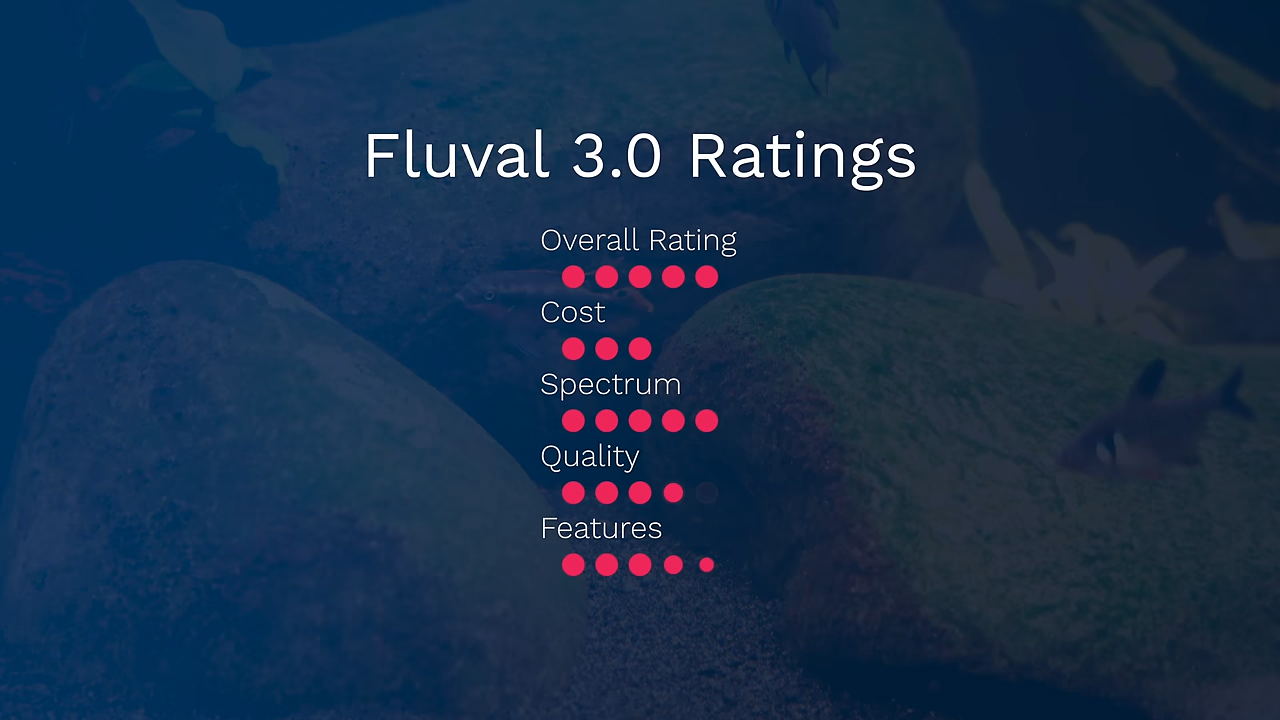 Fluval 3.0 Ratings
Overall Rating
Cost
Spectrum
Quality
Features